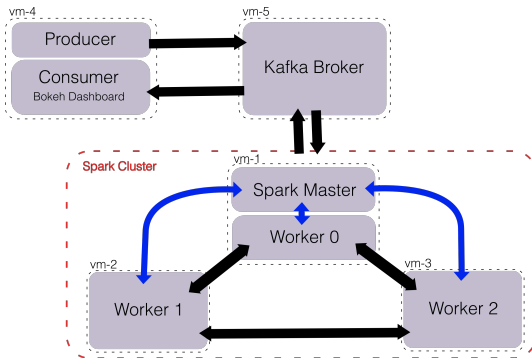 vm-4
vm-5
Producer
Consumer
Bokeh Dashboard
Kafka Broker
Spark Cluster
vm-1
Spark Master
Worker 0
vm-2
vm-3
Worker 1
Worker 2